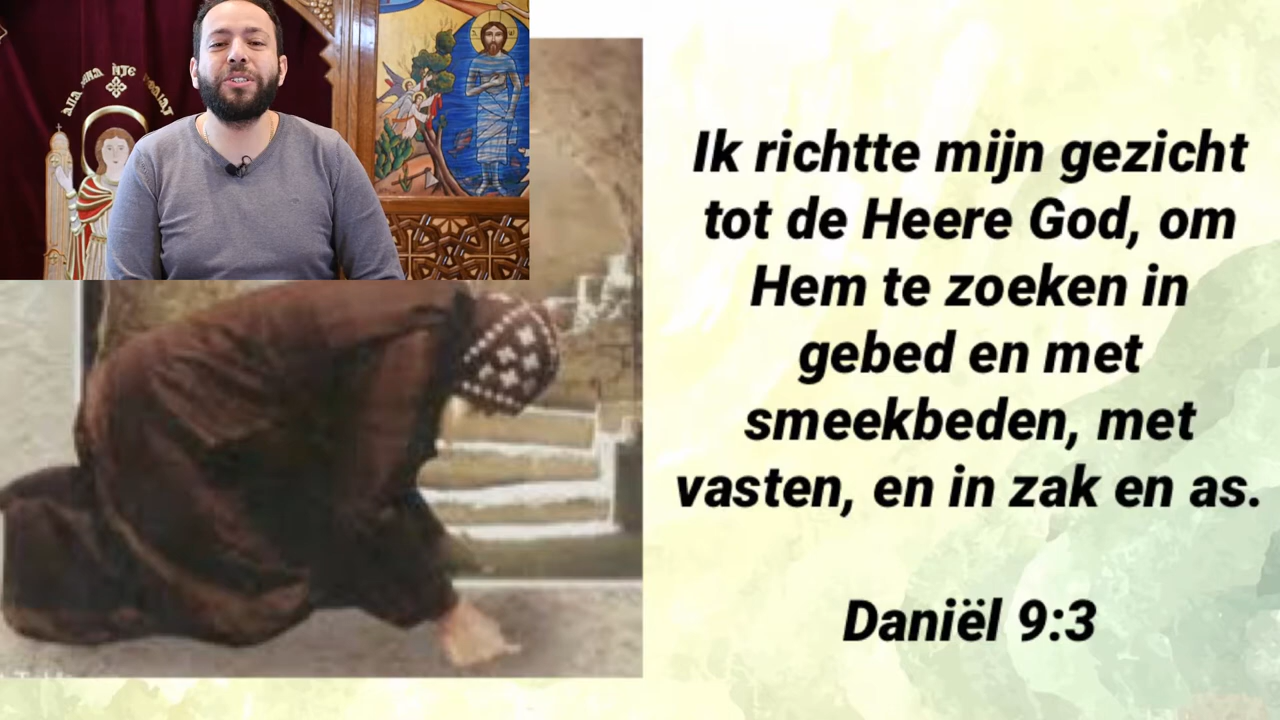 Ik richtte mijn gezicht
tot de Heere God, om
Hem te zoeken in
gebed en met
smeekbeden, met
vasten, en in zak en as.
Daniël 9:3